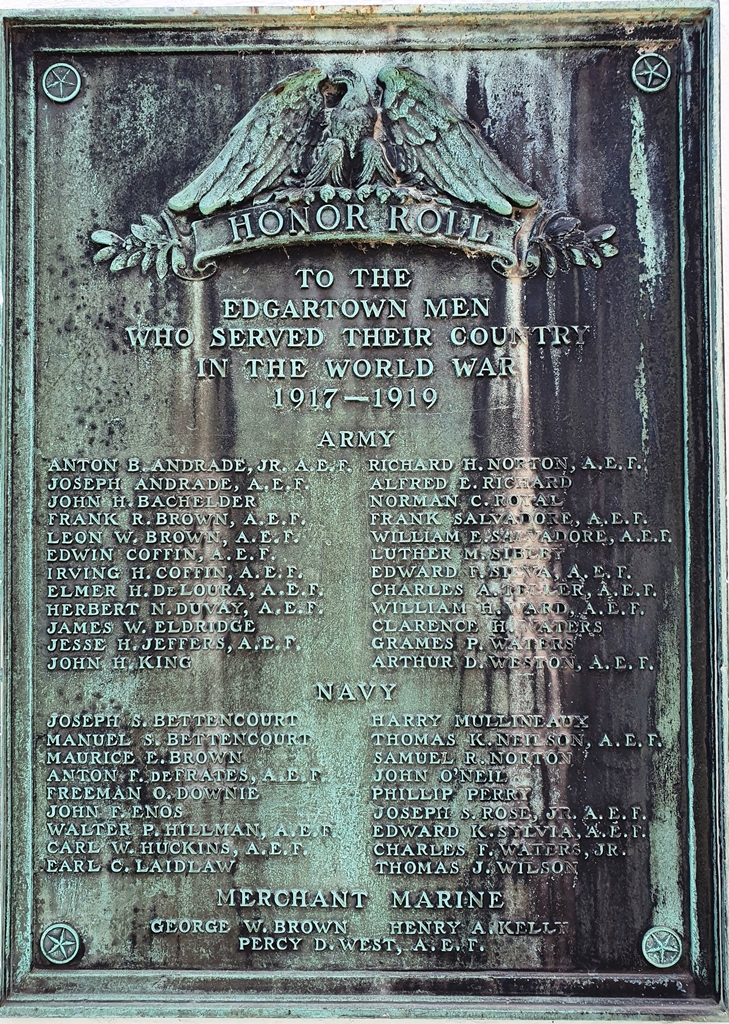 HONOR ROLL
TO THE
EDGARTOWN MEN
WHO SERVED THEIR COUNTRY
IN THE WORLD WAR
1917—1919
ARMY
ANTON B. ANDRADE, JR. A.E.F.
JOSEPH ANDRADE, A.E.F.
JOHN H. BACHELDER
FRANK R. BROWN, A.E.F.
LEON W. BROWN, A.E.F.
EDWIN COFFIN, A.E.F.
IRVING H. COFFIN, A.E.F.
ELMER H. DeLOURA, A.E.F.
HERBERT N. DUVAY, A.E.F.
JAMES W. ELDRIDGE
JESSE H. JEFFERS, A.E.F.
JOHN H. KING
RICHARD H. NORTON, A.E.F.
ALFRED E. RICHARD
NORMAN C. ROYAL
FRANK SALVADORE, A.E.F.
WILLIAM E. SALVADORE, A.E.F.
LUTHER M. SIBLEY
EDWARD F. SILVA, A.E.F.
CHARLES A. A.E.F.
WILLIAM H. WARD, A.E.F.
CLARENCE H. WATERS
GRAMES P. WATERS
ARTHUR D. WESTON, A.E.F.
NAVY
JOSEPH S. BETTENCOURT
MANUEL S. BETTENCOURT
MAURICE E. BROWN
ANTON F. DeFRATES, A.E.F.
FREEMAN O. DOWNIE
JOHN F. ENOS
WALTER P. HILLMAN, A.E.F.
CARL W. HUCKINS, A.E.F.
EARL C. LAIDLAW
HARRY MULLINEAUX
THOMAS K. NEILSON, A.E.F.
SAMUEL R. NORTON
JOHN O'NEIL
PHILLIP PERRY
JOSEPH S. ROSE, JR. A.E.F.
EDWARD K. SYLVIA, A.E.F.
CHARLES F. WATERS, JR.
THOMAS J. WILSON
MERCHANT MARINE
GEORGE W. BROWN HENRY A. KELLY
PERCY D. WEST, A.E.F.